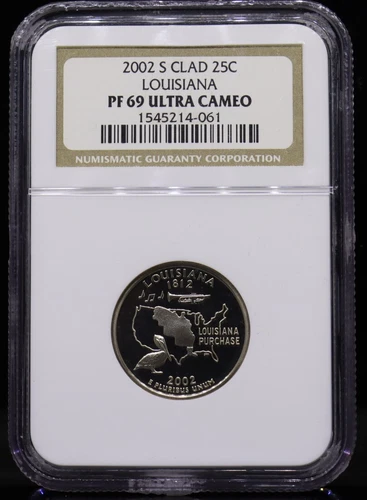 2002 S CLAD 25C
LOUISIANA
PF 69 ULTRA CAMEO
1545214-061
NUMISMATIC GUARANTY CORPORATION
LOUISIANA
1812
LOUISIANA
PURCHASE
2002
E PLURIBUS UNUM